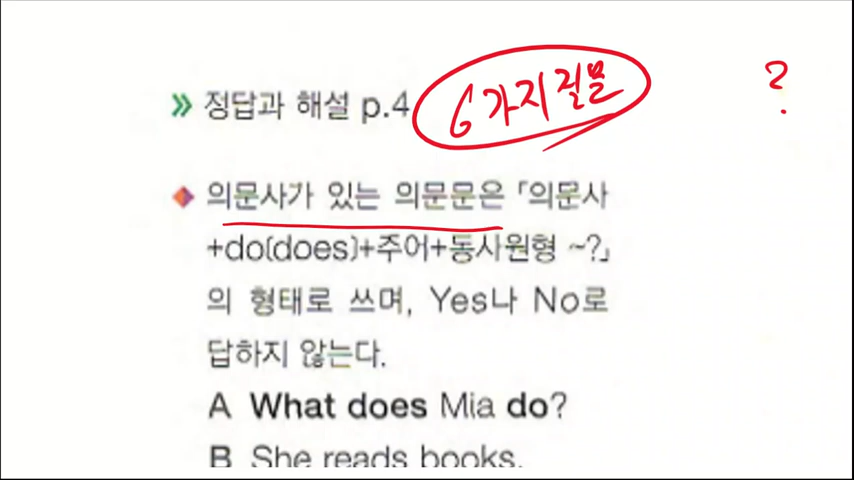 » 정답과 해설 p.4 6가지 질문 ?
◆ 의문사가 있는 의문문은 「의문사
+do(does)+주어+동사원형 ~?」
의 형태로 쓰며, Yes나 No로
답하지 않는다.
A What does Mia do?
B She reads books.